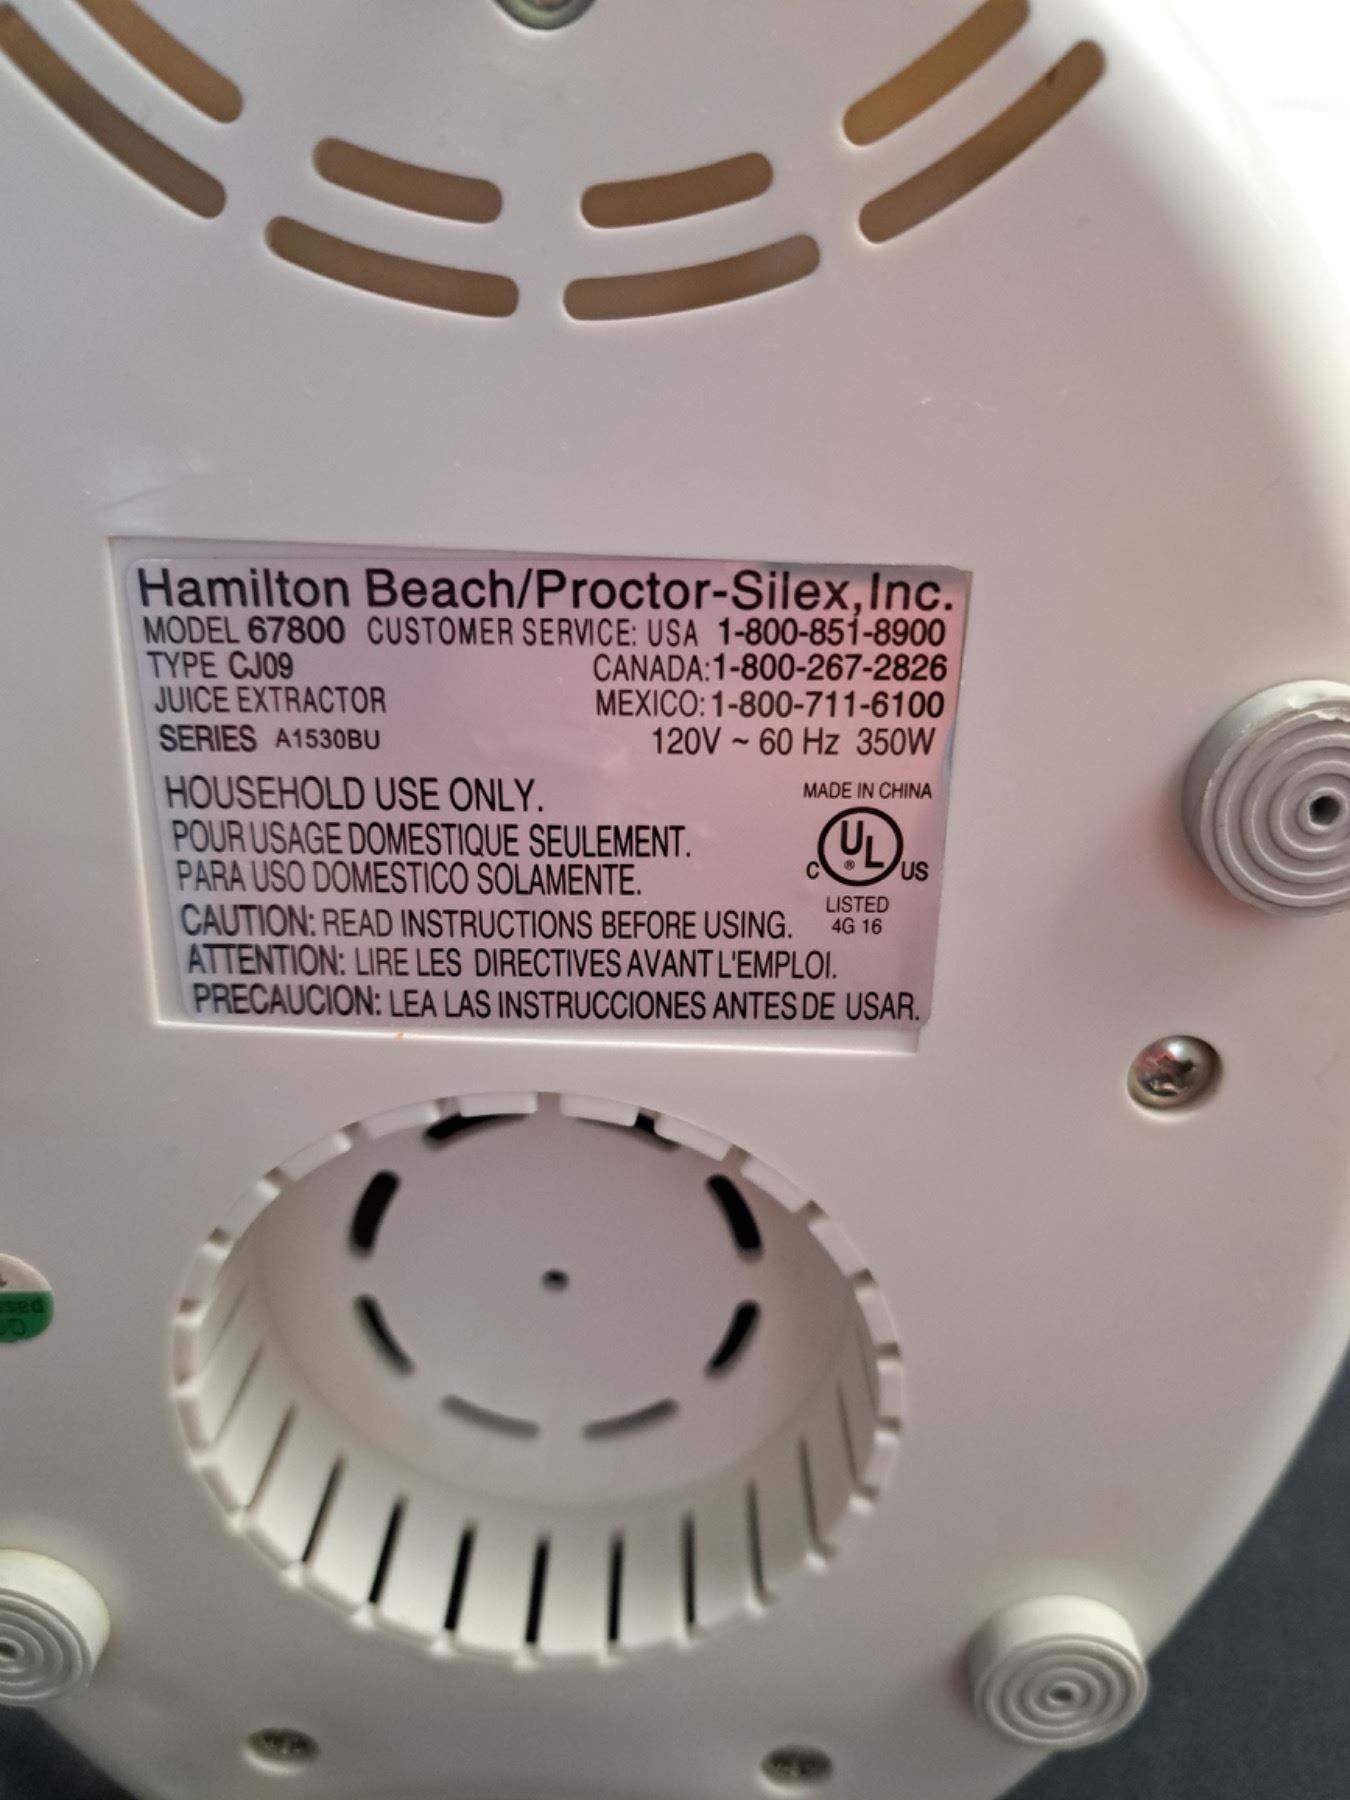 Hamilton Beach/Proctor-Silex, Inc.
MODEL 67800 CUSTOMER SERVICE: USA 1-800-851-8900
TYPE CJ09 CANADA: 1-800-267-2826
JUICE EXTRACTOR MEXICO: 1-800-711-6100
SERIES A1530BU 120V ~ 60 Hz 350W
HOUSEHOLD USE ONLY. MADE IN CHINA
POUR USAGE DOMESTIQUE SEULEMENT.
PARA USO DOMESTICO SOLAMENTE.
C UL ® US
LISTED
4G 16
CAUTION: READ INSTRUCTIONS BEFORE USING.
ATTENTION: LIRE LES DIRECTIVES AVANT L'EMPLOI.
PRECAUCION: LEA LAS INSTRUCCIONES ANTES DE USAR.